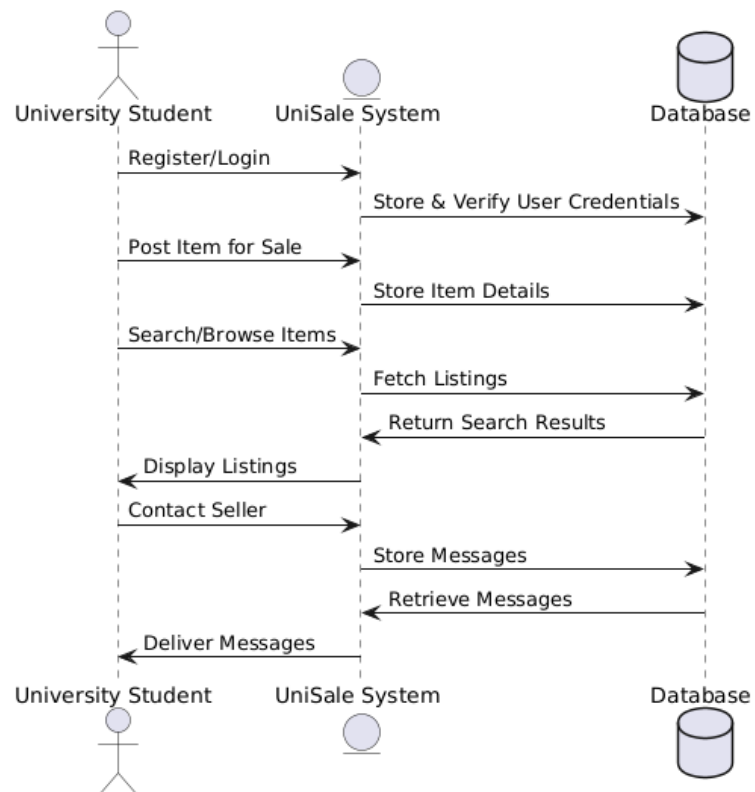 University Student
UniSale System
Database
Register/Login
Store & Verify User Credentials
Post Item for Sale
Store Item Details
Search/Browse Items
Fetch Listings
Return Search Results
Display Listings
Contact Seller
Store Messages
Retrieve Messages
Deliver Messages
University Student
UniSale System
Database